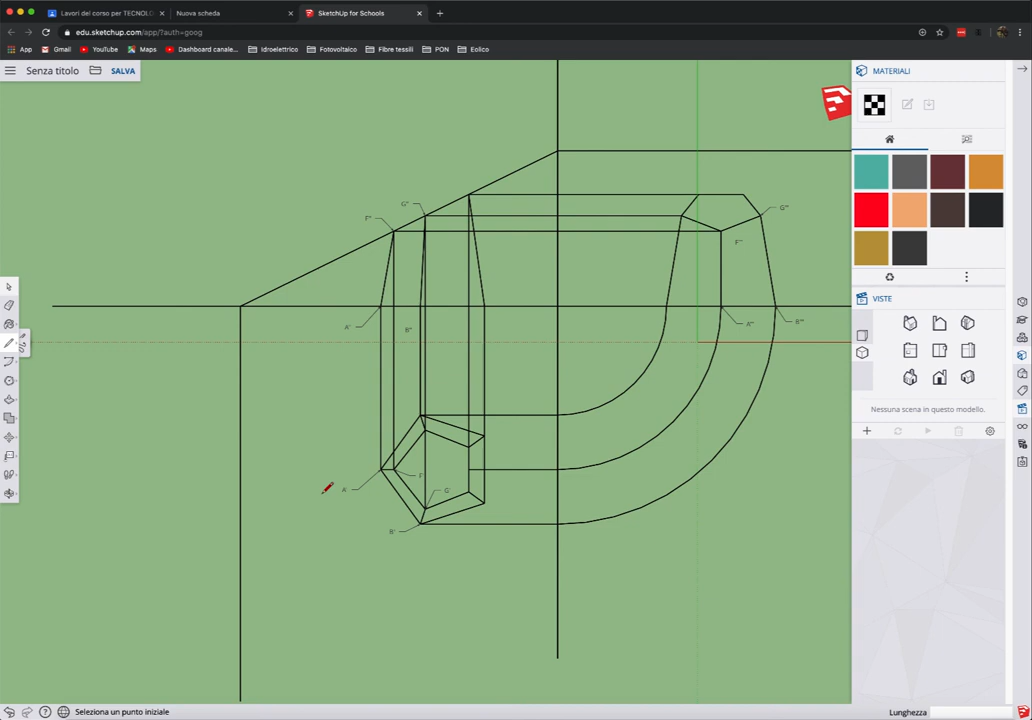 Lavori del corso per TECNOLO
Nuova scheda
SketchUp for Schools
edu.sketchup.com/app/?auth=goog
App
Gmail
YouTube
Maps
Dashboard canale...
Idroelettrico
Fotovoltaico
Fibre tessili
PON
Eolico
Senza titolo
SALVA
MATERIALI
G"
F"
G'''
F'''
A'
B"
A'''
B'''
VISTE
F'
A'
G'
B'
Nessuna scena in questo modello.
Seleziona un punto iniziale
Lunghezza